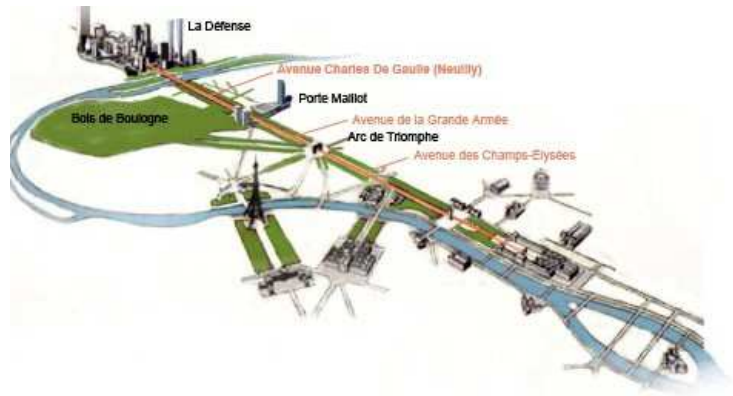 La Défense
Avenue Charles De Gaulle (Neuilly)
Porte Maillot
Bois de Boulogne
Avenue de la Grande Armée
Arc de Triomphe
Avenue des Champs-Elysées